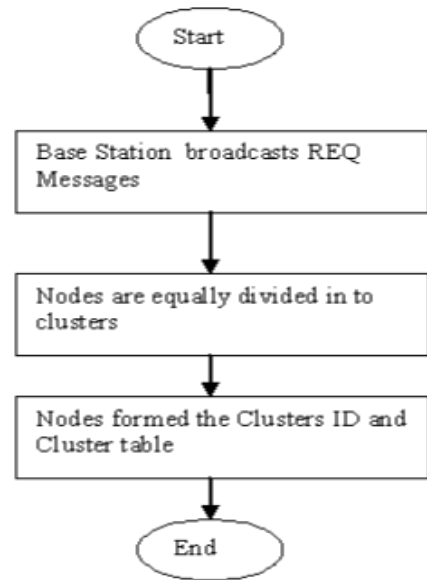 Start
Base Station broadcasts REQ
Messages
Nodes are equally divided in to
clusters
Nodes formed the Clusters ID and
Cluster table
End